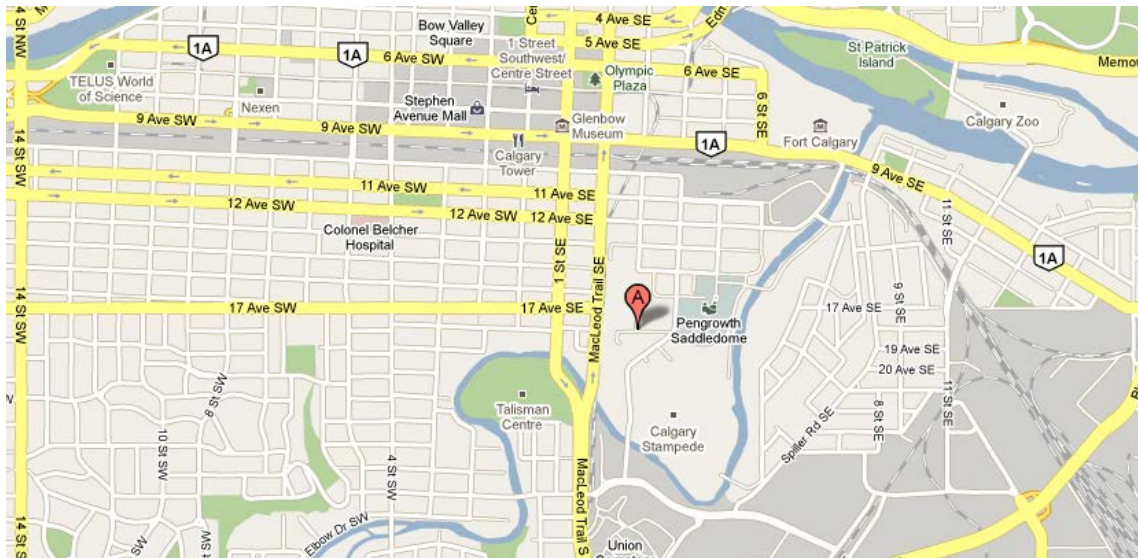 4 St NW
1A
1A
Bow Valley
Square
4 Ave SE
5 Ave SE
6 Ave SW
1 Street
Southwest/
Centre Street
6 Ave SE
Olympic
Plaza
St Patrick
Island
TELUS World
of Science
Nexen
Stephen
Avenue Mall
6 St SE
Calgary Zoo
9 Ave SW
9 Ave SW
Glenbow
Museum
1A
Fort Calgary
14 St SW
Calgary
Tower
9 Ave SE
11 Ave SW
11 Ave SE
12 Ave SW
12 Ave SW
12 Ave SE
Colonel Belcher
Hospital
11 St SE
1 St SE
MacLeod Trail SE
1A
14 St SW
17 Ave SW
17 Ave SE
A
Pengrowth
Saddledome
17 Ave SE
9 St SE
19 Ave SE
20 Ave SE
8 St SW
Talisman
Centre
Calgary
Stampede
11 St SE
8 St SE
Spiller Rd SE
10 St SW
4 St SW
14 St SW
MacLeod Trail S
Elbow Dr SW
Union